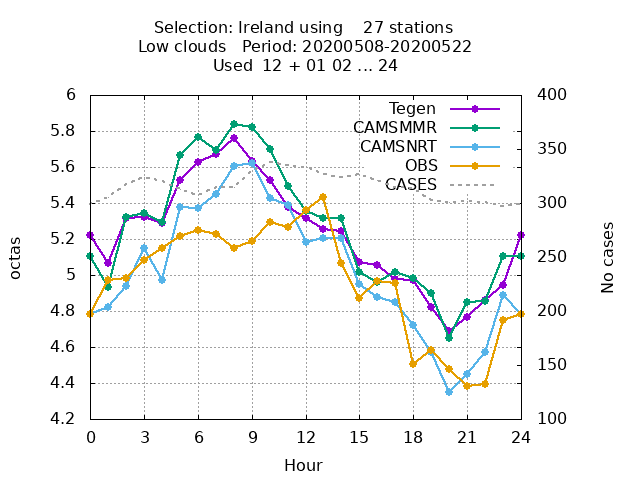 Selection: Ireland using 27 stations
Low clouds Period: 20200508-20200522
Used 12 + 01 02 ... 24
6
5.8
5.6
5.4
5.2
5
4.8
4.6
4.4
4.2
octas
Tegen
CAMSMMR
CAMSNRT
OBS
CASES
400
350
300
250
200
150
100
No cases
0 3 6 9 12 15 18 21 24
Hour